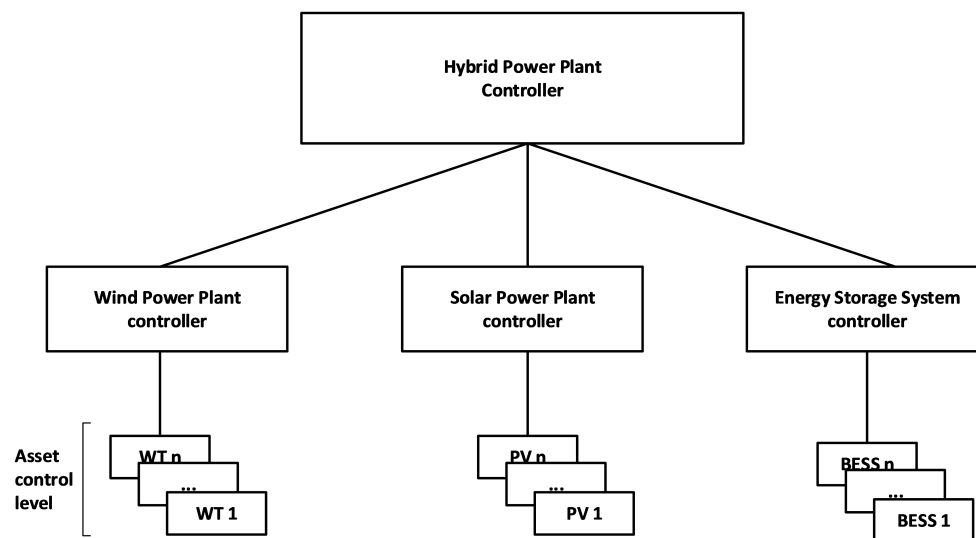 Hybrid Power Plant
Controller
Wind Power Plant
controller
Solar Power Plant
controller
Energy Storage System
controller
Asset
control
level
WT n
...
WT 1
PV n
...
PV 1
BESS n
...
BESS 1